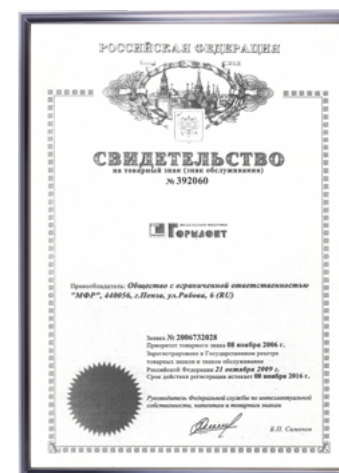 РОССИЙСКАЯ ФЕДЕРАЦИЯ
СВИДЕТЕЛЬСТВО
на товарный знак (знак обслуживания)
№ 392060
Горизонт
Правообладатель: Общество с ограниченной ответственностью
"МФР", 440056, г.Пенза, ул.Рябова, 6 (RU)
Заявка № 2006732028
Приоритет товарного знака 08 ноября 2006 г.
Зарегистрировано в Государственном реестре
товарных знаков и знаков обслуживания
Российской Федерации 21 октября 2009 г.
Срок действия регистрации истекает 08 ноября 2016 г.
Руководитель Федеральной службы по интеллектуальной
собственности, патентам и товарным знакам
Б.П. Симонов